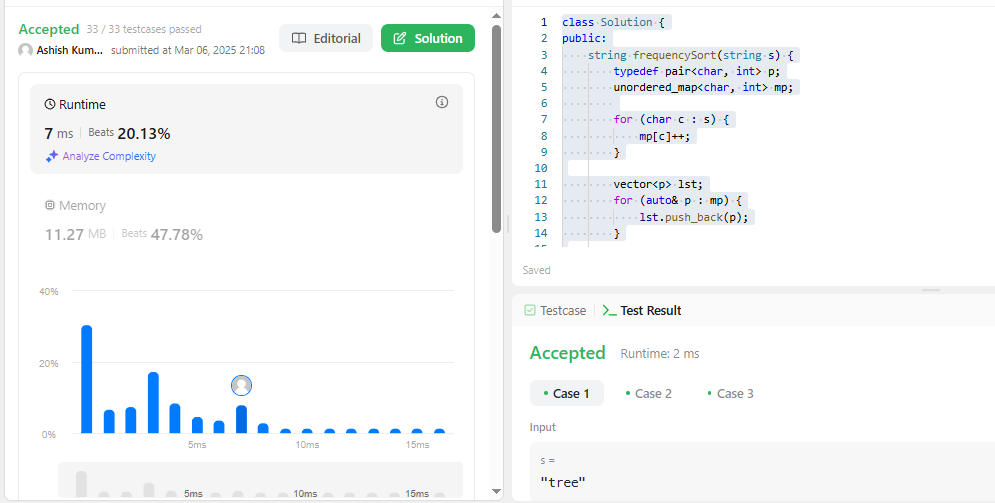 Accepted 33 / 33 testcases passed
Ashish Kum... submitted at Mar 06, 2025 21:08
Editorial
Solution
Runtime
7 ms Beats 20.13%
Analyze Complexity
Memory
11.27 MB Beats 47.78%
40%
20%
0%
5ms 10ms 15ms
5ms 10ms 15ms
1 class Solution {
2 public:
3 string frequencySort(string s) {
4 typedef pair<char, int> p;
5 unordered_map<char, int> mp;
6
7 for (char c : s) {
8 mp[c]++;
9 }
10
11 vector<p> lst;
12 for (auto& p : mp) {
13 lst.push_back(p);
14 }
15
Saved
Testcase
Test Result
Accepted Runtime: 2 ms
Case 1 Case 2 Case 3
Input
s =
"tree"